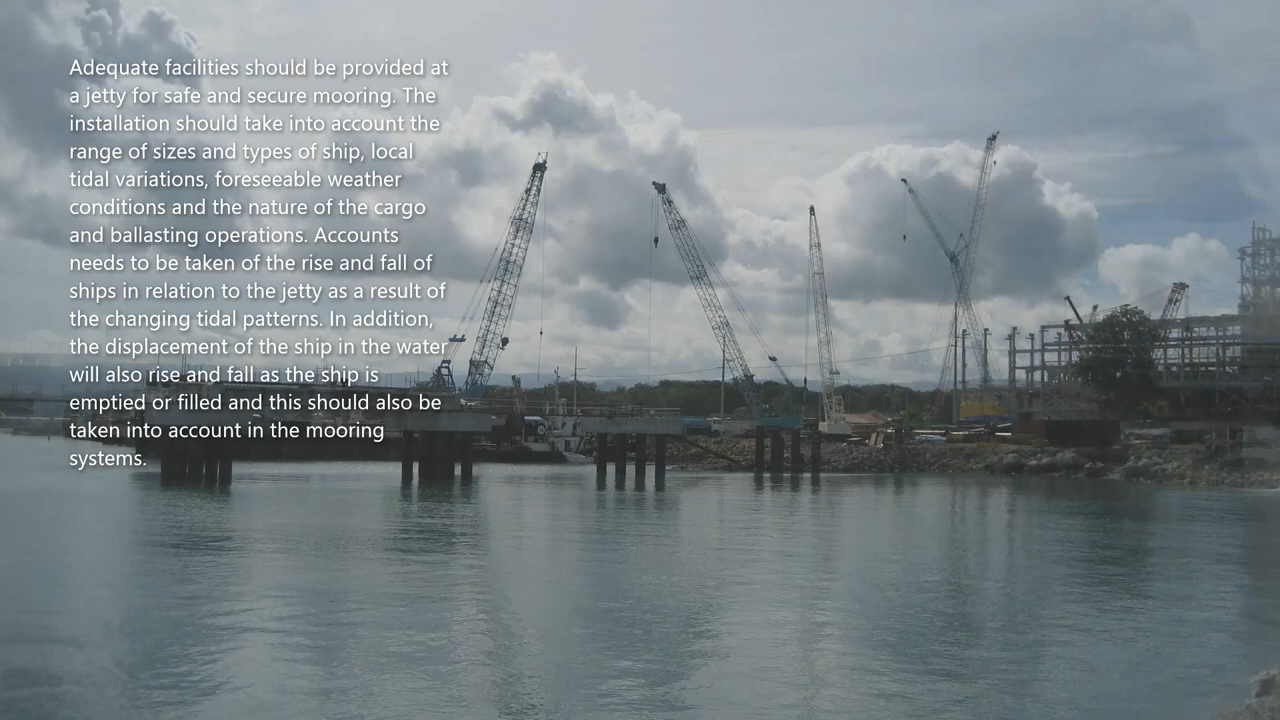 Adequate facilities should be provided at
a jetty for safe and secure mooring. The
installation should take into account the
range of sizes and types of ship, local
tidal variations, foreseeable weather
conditions and the nature of the cargo
and ballasting operations. Accounts
needs to be taken of the rise and fall of
ships in relation to the jetty as a result of
the changing tidal patterns. In addition,
the displacement of the ship in the water
will also rise and fall as the ship is
emptied or filled and this should also be
taken into account in the mooring
systems.